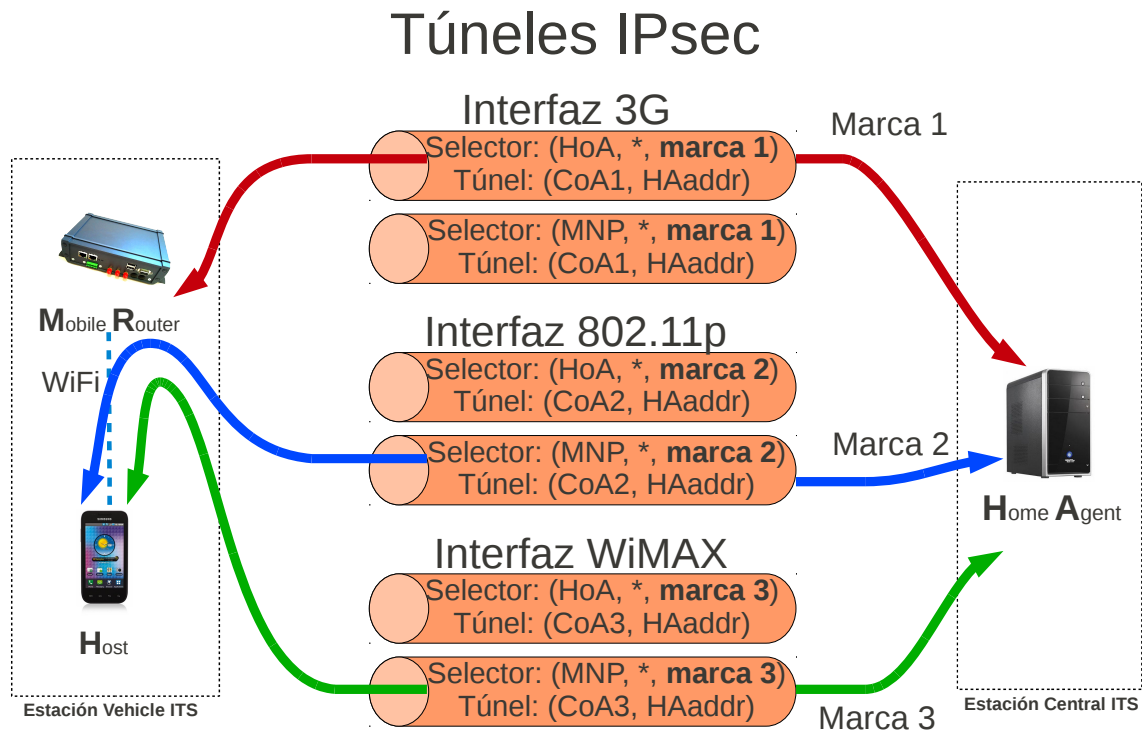 Túneles IPsec
Interfaz 3G
Marca 1
Selector: (HoA, *, marca 1)
Túnel: (CoA1, HAaddr)
Selector: (MNP, *, marca 1)
Túnel: (CoA1, HAaddr)
Mobile Router
WiFi
Interfaz 802.11p
Selector: (HoA, *, marca 2)
Túnel: (CoA2, HAaddr)
Marca 2
Selector: (MNP, *, marca 2)
Túnel: (CoA2, HAaddr)
Home Agent
Interfaz WiMAX
Selector: (HoA, *, marca 3)
Túnel: (CoA3, HAaddr)
Host
Selector: (MNP, *, marca 3)
Túnel: (CoA3, HAaddr)
Marca 3
Estación Vehicle ITS
Estación Central ITS